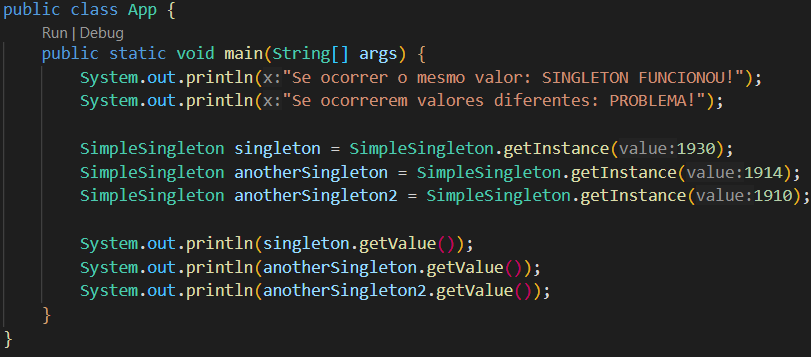 public class App {
Run | Debug
public static void main(String[] args) {
System.out.println(x:"Se ocorrer o mesmo valor: SINGLETON FUNCIONOU!");
System.out.println(x:"Se ocorrerem valores diferentes: PROBLEMA!");
SimpleSingleton singleton = SimpleSingleton.getInstance(value:1930);
SimpleSingleton anotherSingleton = SimpleSingleton.getInstance(value:1914);
SimpleSingleton anotherSingleton2 = SimpleSingleton.getInstance(value:1910);
System.out.println(singleton.getValue());
System.out.println(anotherSingleton.getValue());
System.out.println(anotherSingleton2.getValue());
}
}